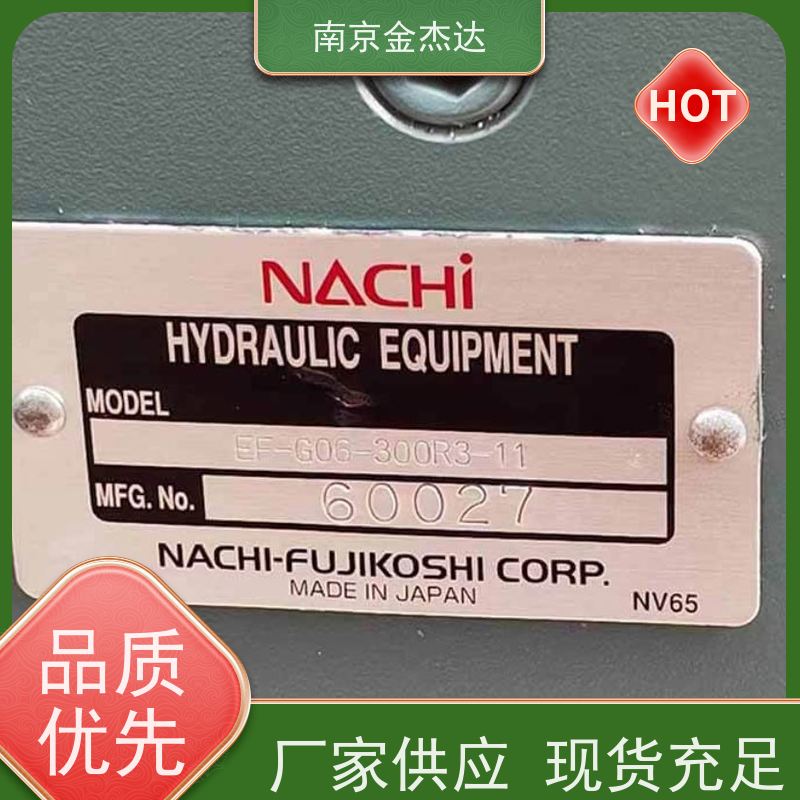 南京金杰达
HOT
NACHi
HYDRAULIC EQUIPMENT
MODEL
EF-G06-300R3-11
MFG. No.
60027
NACHI-FUJIKOSHI CORP.
MADE IN JAPAN
NV65
品质
优先
厂家供应 现货充足